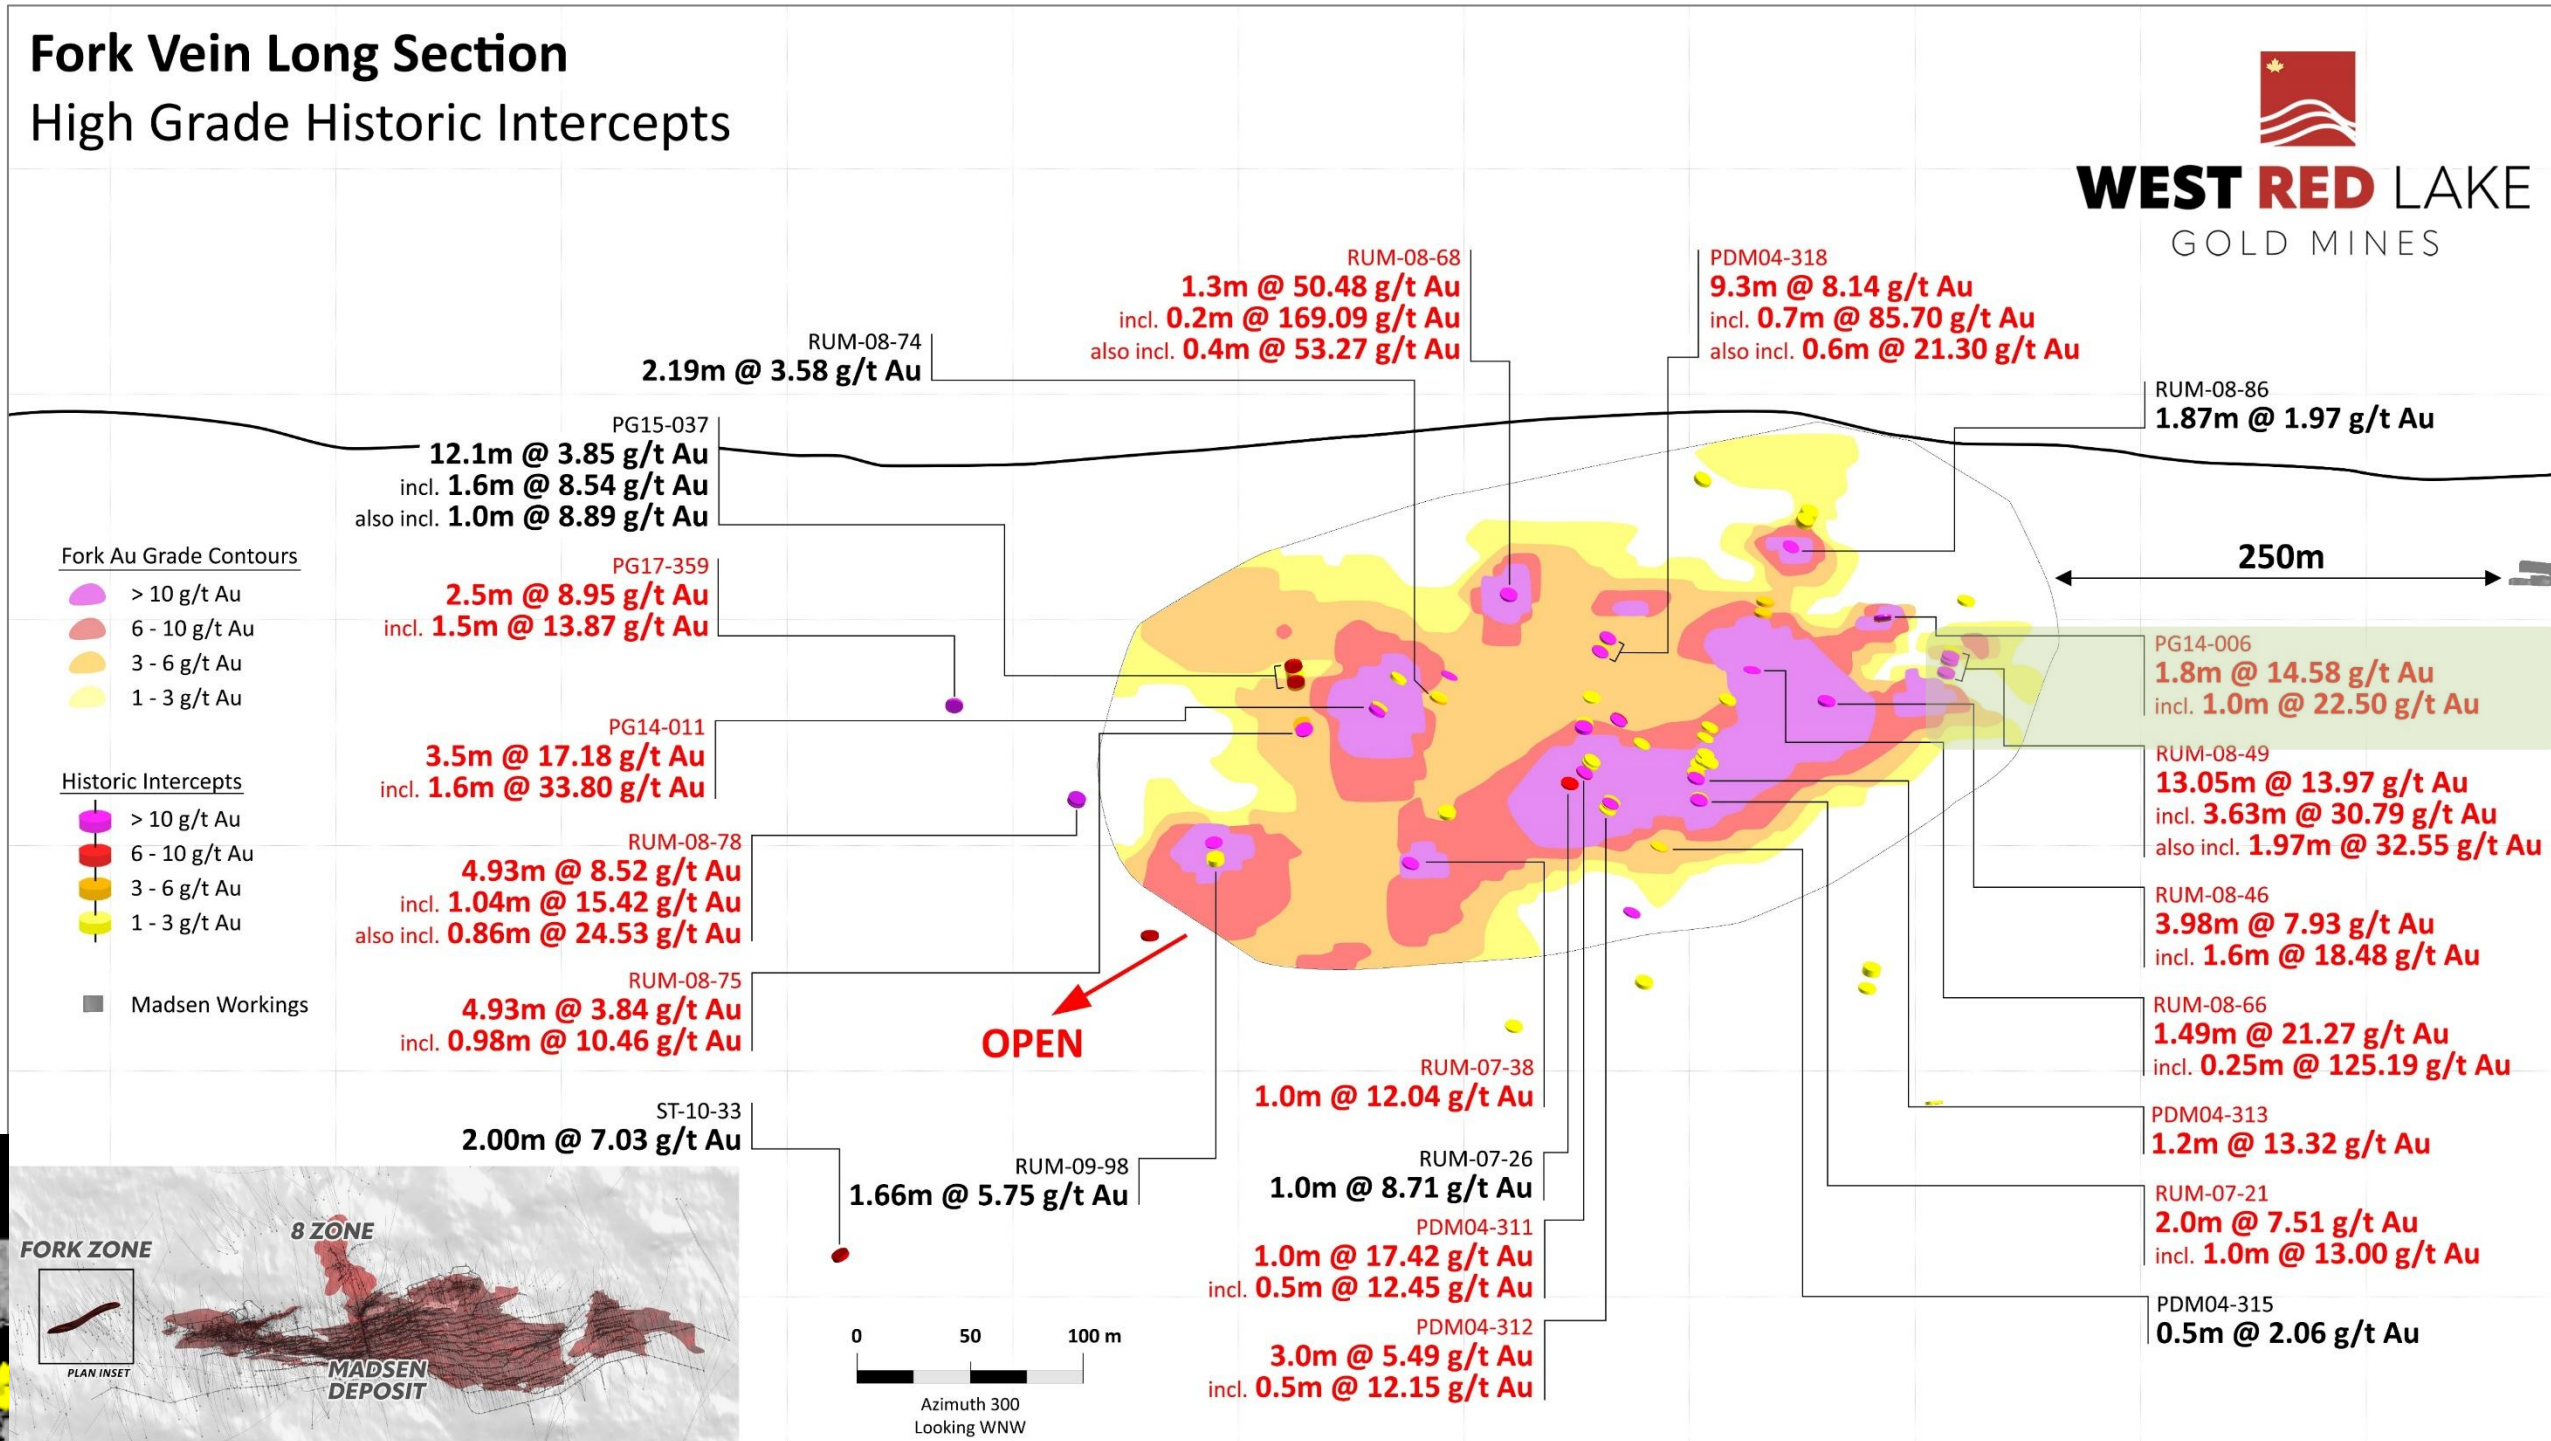 Fork Vein Long Section
High Grade Historic Intercepts
WEST RED LAKE
GOLD MINES
RUM-08-68
1.3m @ 50.48 g/t Au
incl. 0.2m @ 169.09 g/t Au
also incl. 0.4m @ 53.27 g/t Au
PDM04-318
9.3m @ 8.14 g/t Au
incl. 0.7m @ 85.70 g/t Au
also incl. 0.6m @ 21.30 g/t Au
RUM-08-74
2.19m @ 3.58 g/t Au
RUM-08-86
1.87m @ 1.97 g/t Au
PG15-037
12.1m @ 3.85 g/t Au
incl. 1.6m @ 8.54 g/t Au
also incl. 1.0m @ 8.89 g/t Au
Fork Au Grade Contours
> 10 g/t Au
6 - 10 g/t Au
3 - 6 g/t Au
1 - 3 g/t Au
PG17-359
2.5m @ 8.95 g/t Au
incl. 1.5m @ 13.87 g/t Au
250m
PG14-006
1.8m @ 14.58 g/t Au
incl. 1.0m @ 22.50 g/t Au
PG14-011
3.5m @ 17.18 g/t Au
incl. 1.6m @ 33.80 g/t Au
RUM-08-49
13.05m @ 13.97 g/t Au
incl. 3.63m @ 30.79 g/t Au
also incl. 1.97m @ 32.55 g/t Au
Historic Intercepts
> 10 g/t Au
6 - 10 g/t Au
3 - 6 g/t Au
1 - 3 g/t Au
Madsen Workings
RUM-08-78
4.93m @ 8.52 g/t Au
incl. 1.04m @ 15.42 g/t Au
also incl. 0.86m @ 24.53 g/t Au
RUM-08-46
3.98m @ 7.93 g/t Au
incl. 1.6m @ 18.48 g/t Au
RUM-08-75
4.93m @ 3.84 g/t Au
incl. 0.98m @ 10.46 g/t Au
OPEN
RUM-08-66
1.49m @ 21.27 g/t Au
incl. 0.25m @ 125.19 g/t Au
RUM-07-38
1.0m @ 12.04 g/t Au
ST-10-33
2.00m @ 7.03 g/t Au
PDM04-313
1.2m @ 13.32 g/t Au
RUM-09-98
1.66m @ 5.75 g/t Au
RUM-07-26
1.0m @ 8.71 g/t Au
RUM-07-21
2.0m @ 7.51 g/t Au
incl. 1.0m @ 13.00 g/t Au
PDM04-311
1.0m @ 17.42 g/t Au
incl. 0.5m @ 12.45 g/t Au
PDM04-315
0.5m @ 2.06 g/t Au
PDM04-312
3.0m @ 5.49 g/t Au
incl. 0.5m @ 12.15 g/t Au
8 ZONE
FORK ZONE
PLAN INSET
MADSEN
DEPOSIT
0 50 100 m
Azimuth 300
Looking WNW